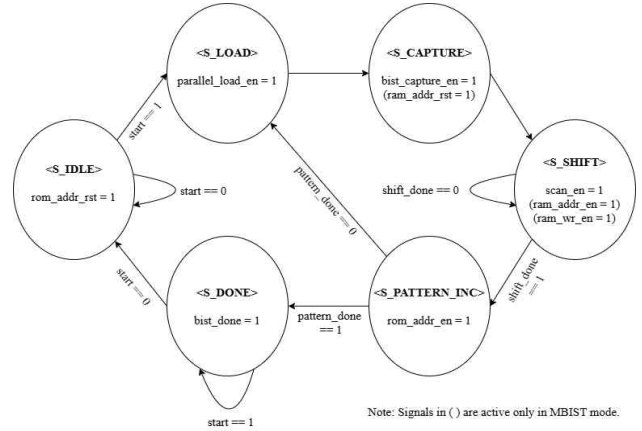 <S_LOAD>
parallel_load_en = 1
<S_CAPTURE>
bist_capture_en = 1
(ram_addr_rst = 1)
start == 1
<S_IDLE>
rom_addr_rst = 1
start == 0
pattern_done == 0
shift_done == 0
<S_SHIFT>
scan_en = 1
(ram_addr_en = 1)
(ram_wr_en = 1)
start == 0
<S_DONE>
bist_done = 1
pattern_done
== 1
<S_PATTERN_INC>
rom_addr_en = 1
shift_done
== 1
start == 1
Note: Signals in ( ) are active only in MBIST mode.